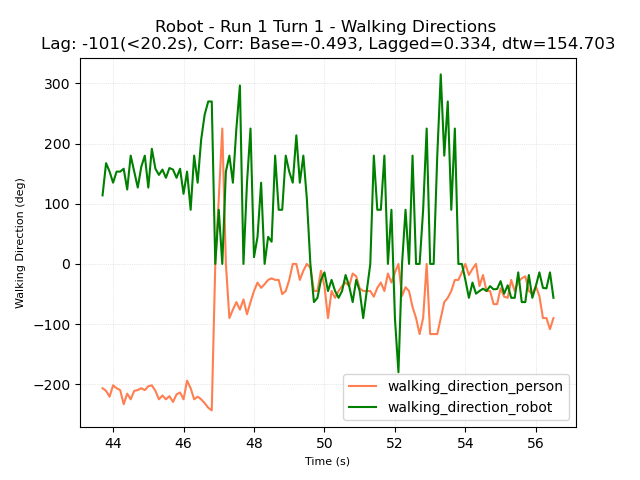 Robot - Run 1 Turn 1 - Walking Directions
Lag: -101(<20.2s), Corr: Base=-0.493, Lagged=0.334, dtw=154.703
Walking Direction (deg)
300
200
100
0
−100
−200
walking_direction_person
walking_direction_robot
44 46 48 50 52 54 56
Time (s)